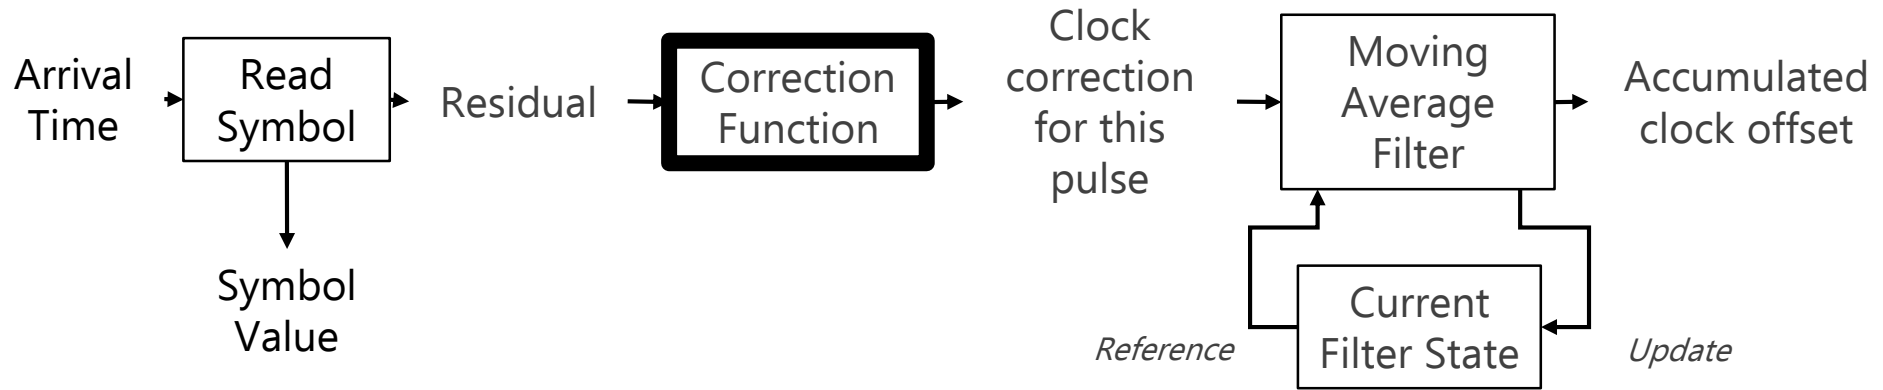 Arrival
Time
Read
Symbol
Symbol
Value
Residual
Correction
Function
Clock
correction
for this
pulse
Moving
Average
Filter
Accumulated
clock offset
Reference
Current
Filter State
Update